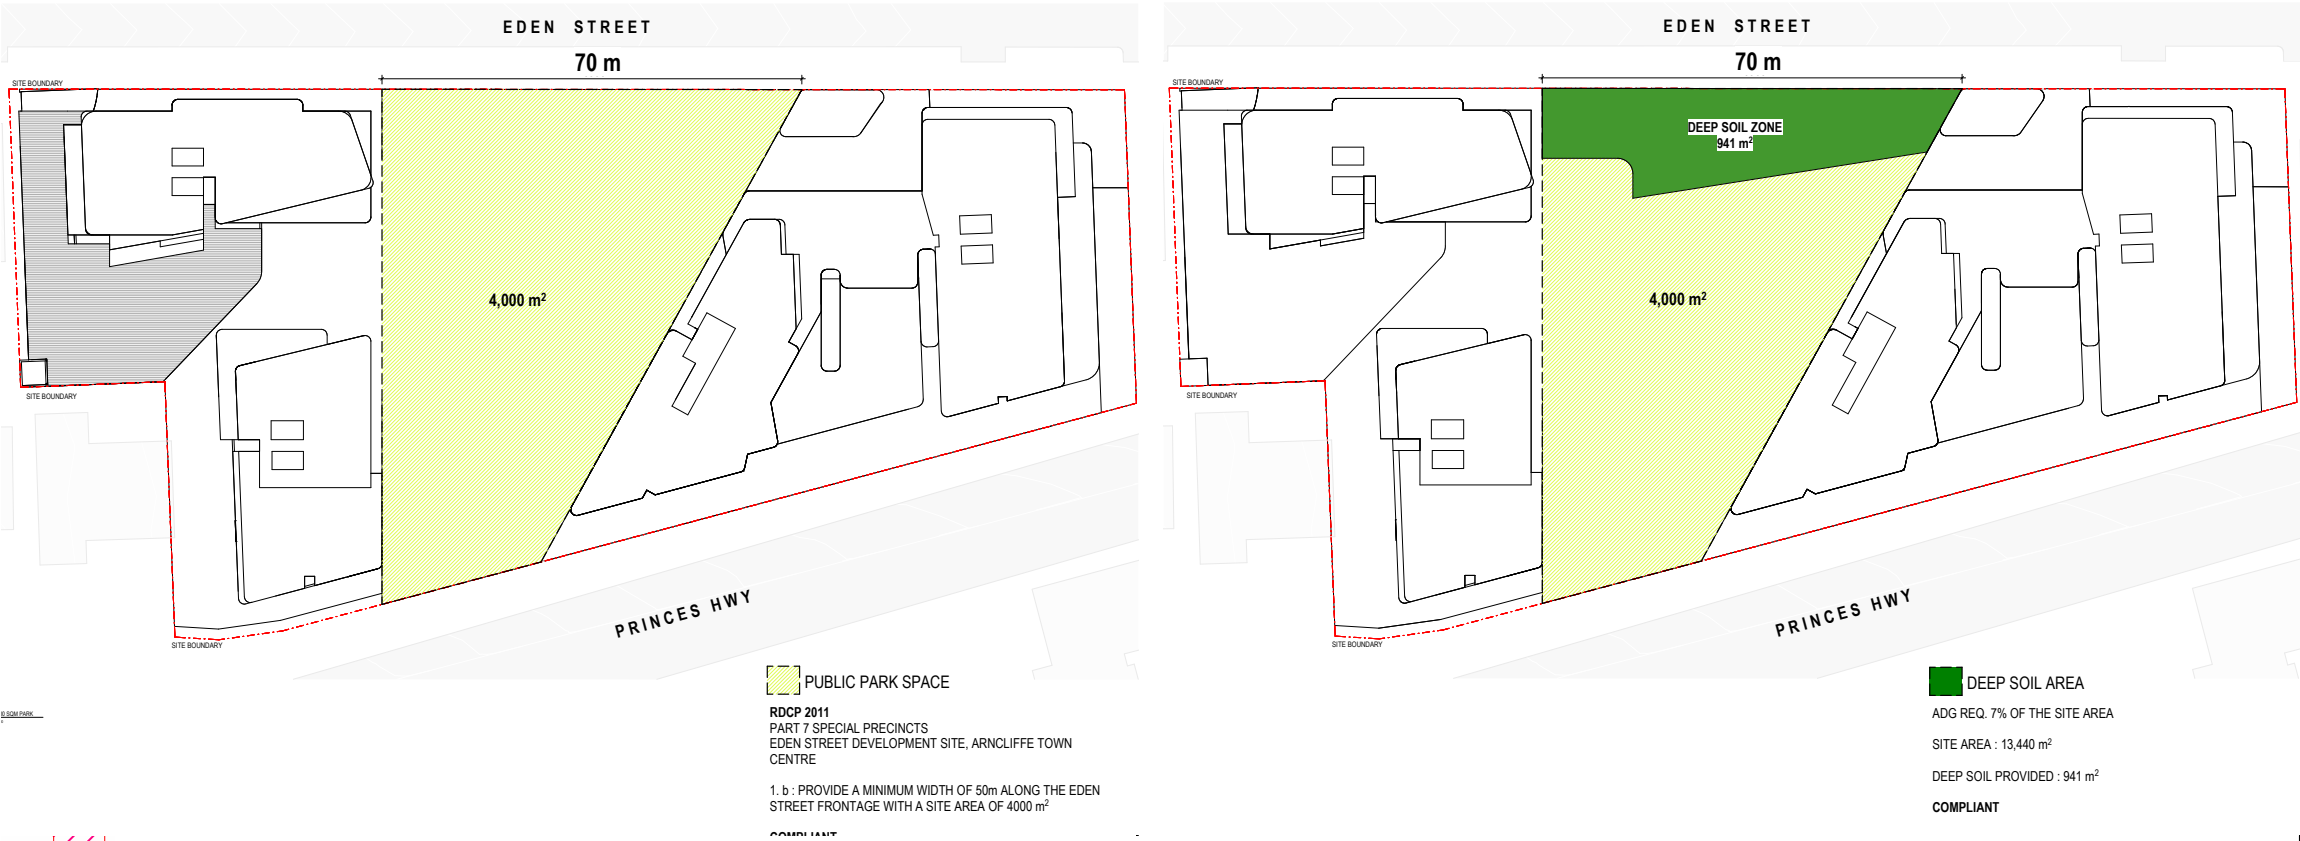 EDEN STREET
70 m
SITE BOUNDARY
4,000 m²
SITE BOUNDARY
PRINCES HWY
SITE BOUNDARY
PUBLIC PARK SPACE
RDCP 2011
PART 7 SPECIAL PRECINCTS
EDEN STREET DEVELOPMENT SITE, ARNCLIFFE TOWN
CENTRE
1. b : PROVIDE A MINIMUM WIDTH OF 50m ALONG THE EDEN
STREET FRONTAGE WITH A SITE AREA OF 4000 m²
COMPLIANT
SQM PARK
EDEN STREET
70 m
SITE BOUNDARY
DEEP SOIL ZONE
941 m²
4,000 m²
SITE BOUNDARY
PRINCES HWY
SITE BOUNDARY
DEEP SOIL AREA
ADG REQ. 7% OF THE SITE AREA
SITE AREA : 13,440 m²
DEEP SOIL PROVIDED : 941 m²
COMPLIANT